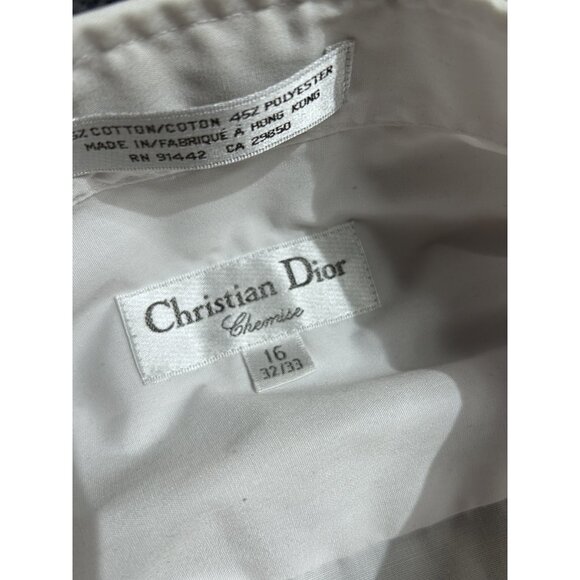 COTTON/COTON 45% POLYESTER
MADE IN/FABRIQUÉ À HONG KONG
RN 91442 CA 29850
Christian Dior
Chemise
16
32/33